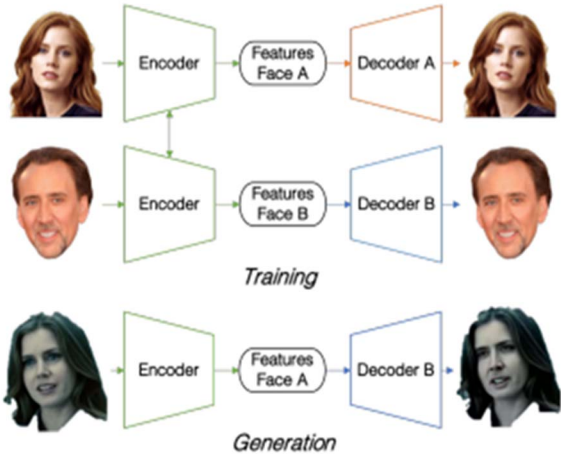 Encoder
Features
Face A
Decoder A
Encoder
Features
Face B
Decoder B
Training
Encoder
Features
Face A
Decoder B
Generation